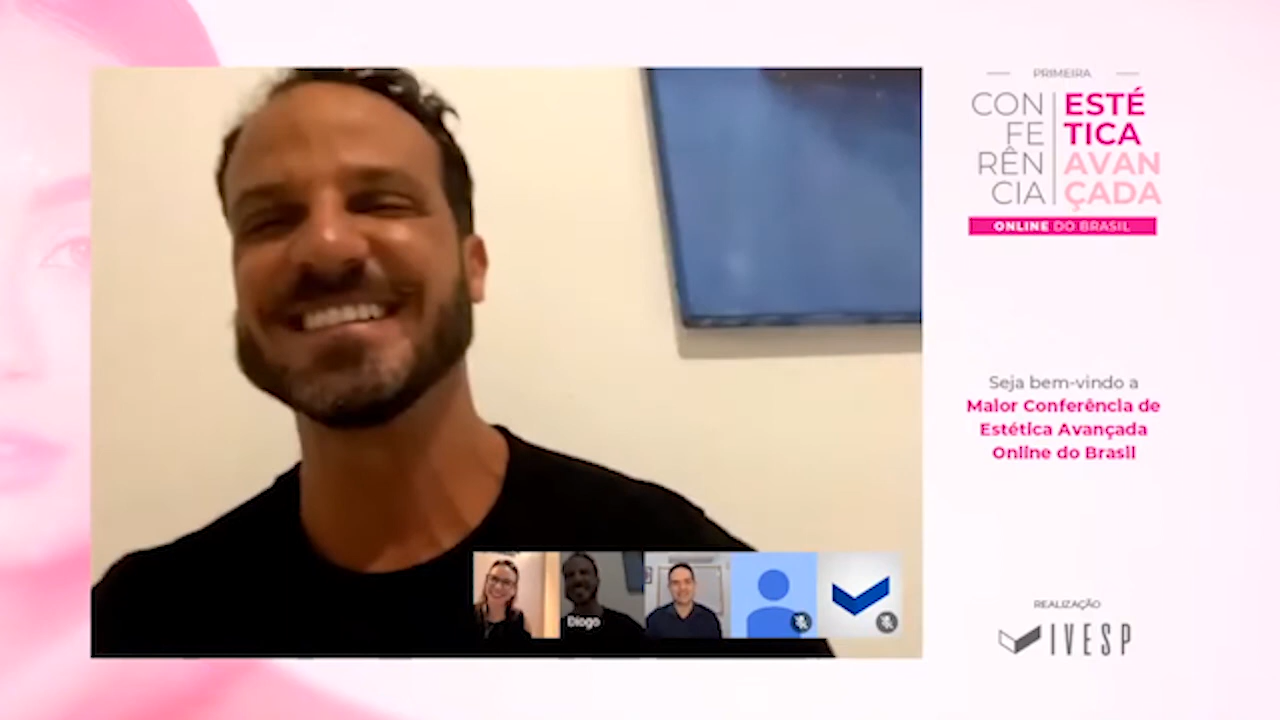 PRIMEIRA
CON
FE
RÊN
CIA
ESTÉ
TICA
AVAN
ÇADA
ONLINE DO BRASIL
Seja bem-vindo a
Maior Conferência de
Estética Avançada
Online do Brasil
Diogo
REALIZAÇÃO
IVESP